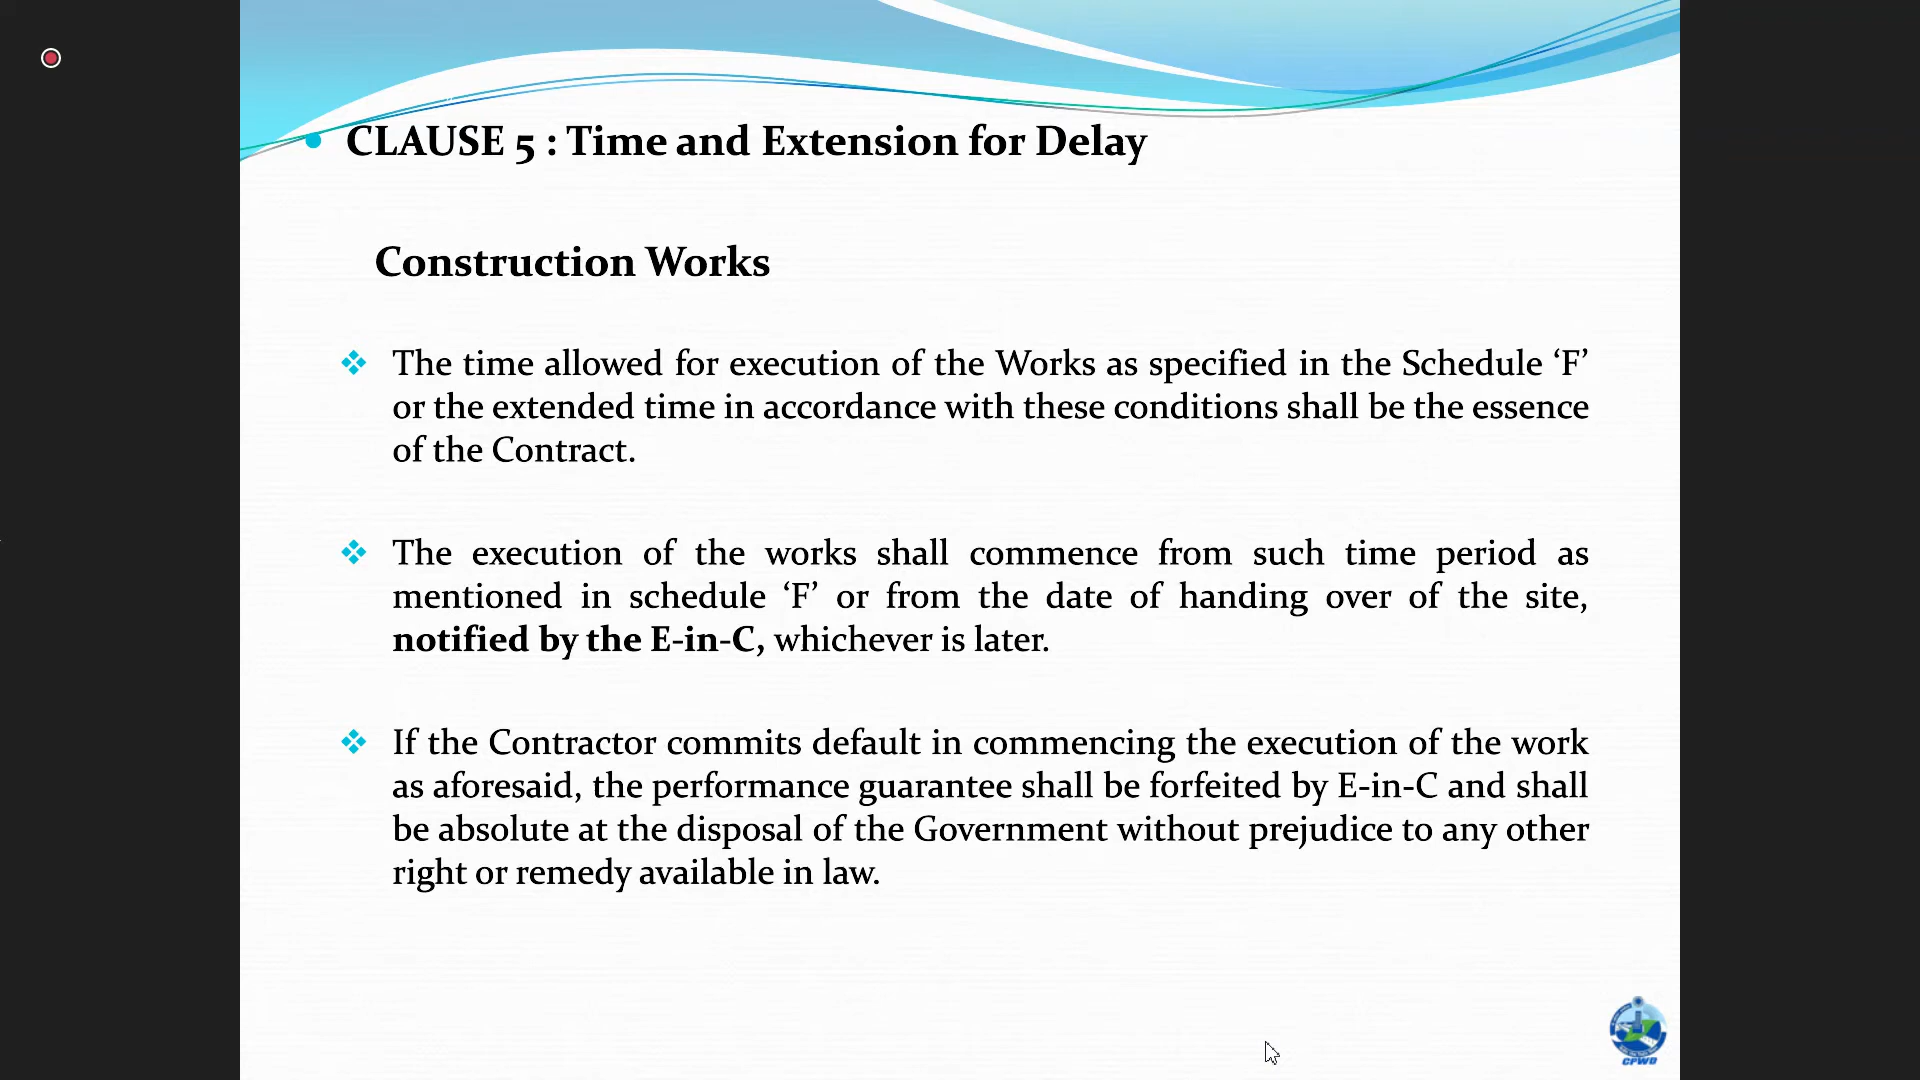 CLAUSE 5 : Time and Extension for Delay
Construction Works
The time allowed for execution of the Works as specified in the Schedule ‘F’
or the extended time in accordance with these conditions shall be the essence
of the Contract.
The execution of the works shall commence from such time period as
mentioned in schedule ‘F’ or from the date of handing over of the site,
notified by the E-in-C, whichever is later.
If the Contractor commits default in commencing the execution of the work
as aforesaid, the performance guarantee shall be forfeited by E-in-C and shall
be absolute at the disposal of the Government without prejudice to any other
right or remedy available in law.
CPWD